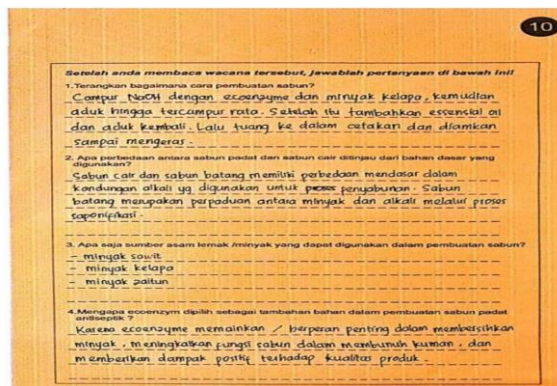 10
Setelah anda membaca wacana tersebut, jawablah pertanyaan di bawah ini!
1.Terangkan bagaimana cara pembuatan sabun?
Campur NaOH dengan ecoenzyme dan minyak kelapa, kemudian
aduk hingga tercampur rata. Setelah itu tambahkan essensial oil
dan aduk kembali. Lalu tuang ke dalam cetakan dan diamkan
sampai mengeras.
2. Apa perbedaan antara sabun padat dan sabun cair ditinjau dari bahan dasar yang
digunakan?
Sabun cair dan sabun batang memiliki perbedaan mendasar dalam
kandungan alkali yg digunakan untuk proses penyabunan. Sabun
batang merupakan perpaduan antara minyak dan alkali melalui proses
saponifikasi.
3. Apa saja sumber asam lemak /minyak yang dapat digunakan dalam pembuatan sabun?
- minyak sawit
- minyak kelapa
- minyak zaitun
4.Mengapa ecoenzym dipilih sebagai tambahan bahan dalam pembuatan sabun padat
antiseptik ?
Karena ecoenzyme memainkan / berperan penting dalam membersihkan
minyak, meningkatkan fungsi sabun dalam membunuh kuman, dan
memberikan dampak positif terhadap kualitas produk.